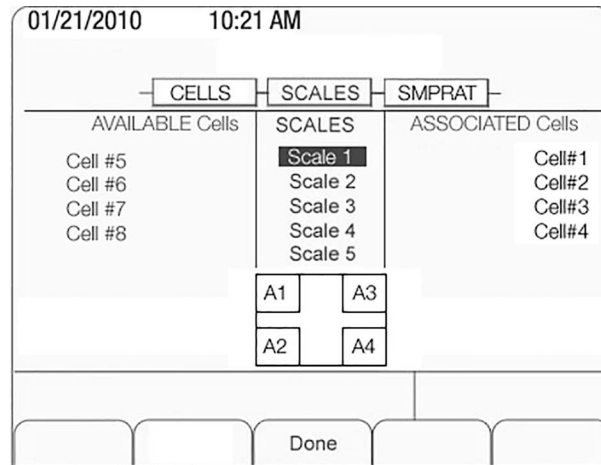 01/21/2010 10:21 AM
CELLS SCALES SMPRAT
AVAILABLE Cells SCALES ASSOCIATED Cells
Cell #5 Scale 1 Cell#1
Cell #6 Scale 2 Cell#2
Cell #7 Scale 3 Cell#3
Cell #8 Scale 4 Cell#4
Scale 5
A1 A3
A2 A4
Done